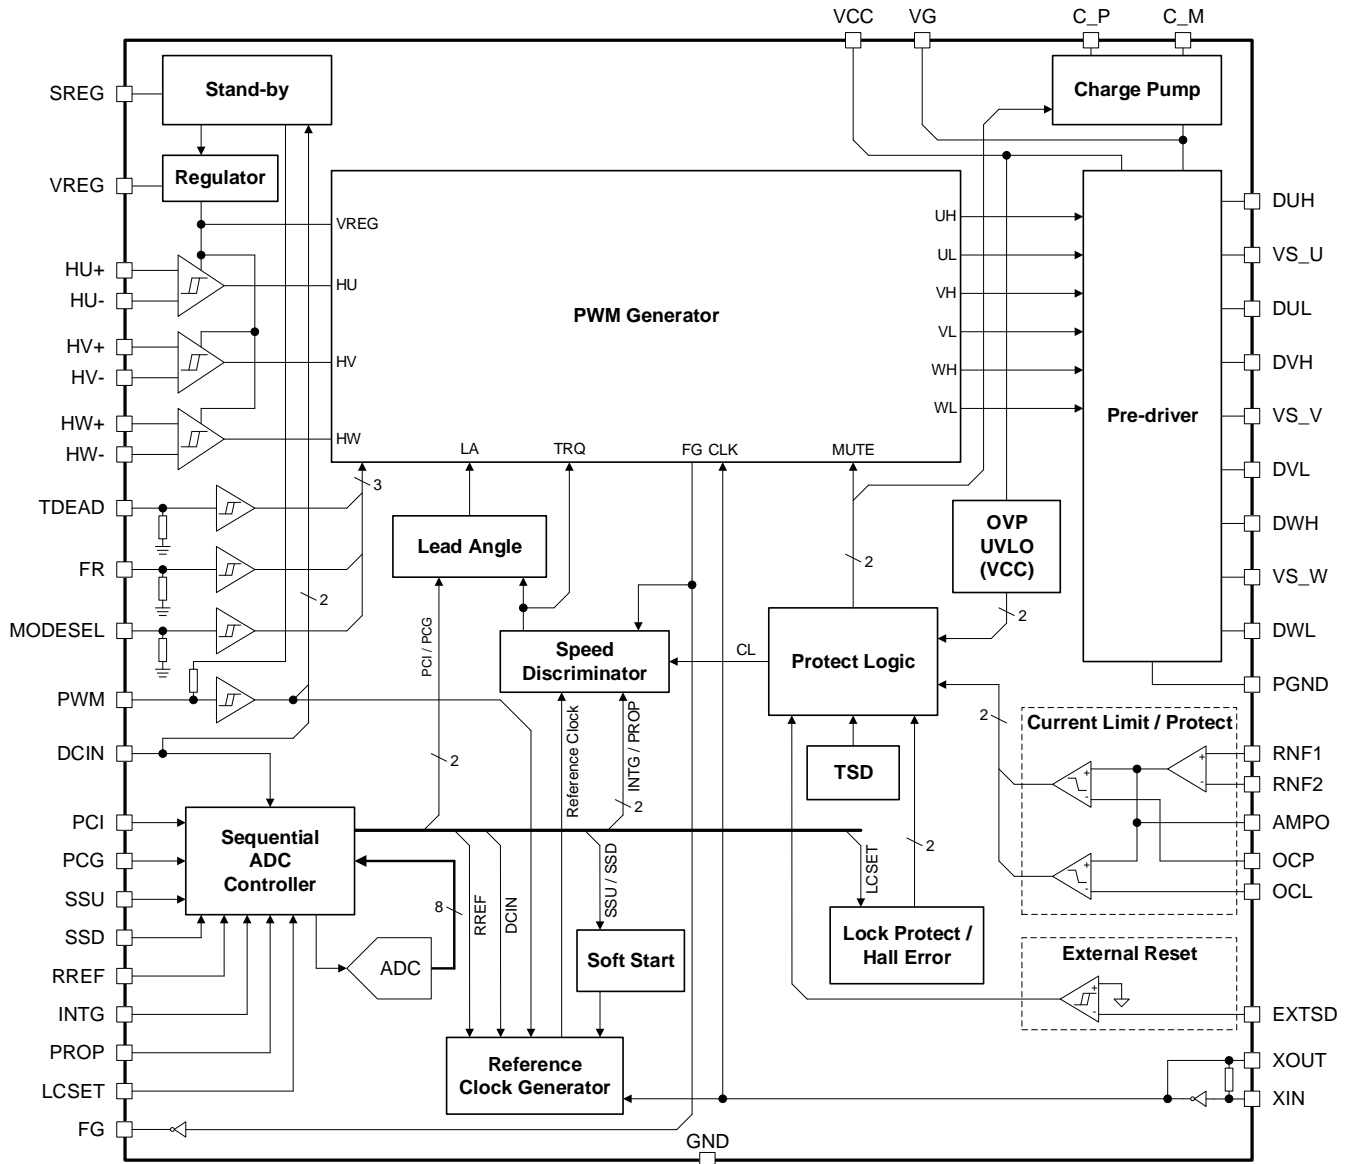 VCC
VG
C_P
C_M
SREG
Stand-by
Charge Pump
VREG
Regulator
DUH
VREG
UH
VS_U
UL
HU+
HU-
HU
VH
DUL
PWM Generator
HV+
HV-
HV
VL
DVH
WH
Pre-driver
VS_V
HW+
HW-
HW
WL
LA
TRQ
FG
CLK
MUTE
DVL
3
TDEAD
DWH
OVP
UVLO
(VCC)
Lead Angle
FR
2
VS_W
2
2
MODESEL
PCI / PCG
DWL
Speed
Discriminator
CL
Protect Logic
PWM
PGND
Reference Clock
INTG / PROP
2
Current Limit / Protect
DCIN
2
TSD
+
-
RNF1
RNF2
+
-
2
PCI
Sequential
ADC
Controller
AMPO
PCG
SSU / SSD
LCSET
2
OCP
+
-
SSU
OCL
8
RREF
DCIN
SSD
Lock Protect /
Hall Error
External Reset
RREF
ADC
Soft Start
+
-
INTG
EXTSD
PROP
Reference
Clock Generator
XOUT
LCSET
XIN
FG
GND